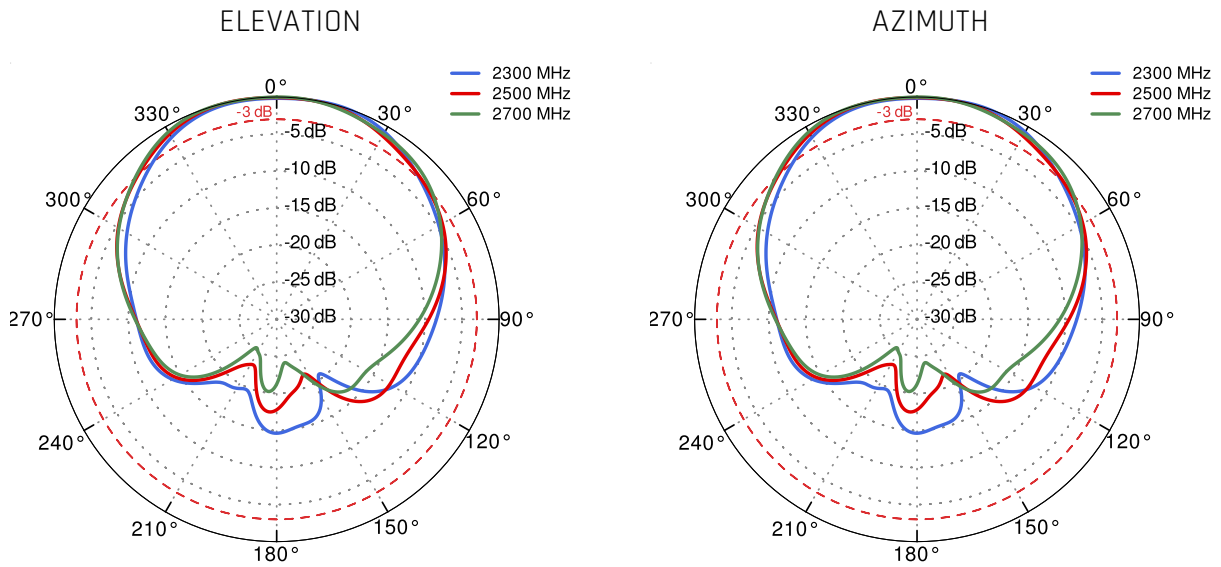 ELEVATION
2300 MHz
2500 MHz
2700 MHz
0°
30°
60°
90°
120°
150°
180°
210°
240°
270°
300°
330°
-3 dB
-5 dB
-10 dB
-15 dB
-20 dB
-25 dB
-30 dB
AZIMUTH
2300 MHz
2500 MHz
2700 MHz
0°
30°
60°
90°
120°
150°
180°
210°
240°
270°
300°
330°
-3 dB
-5 dB
-10 dB
-15 dB
-20 dB
-25 dB
-30 dB